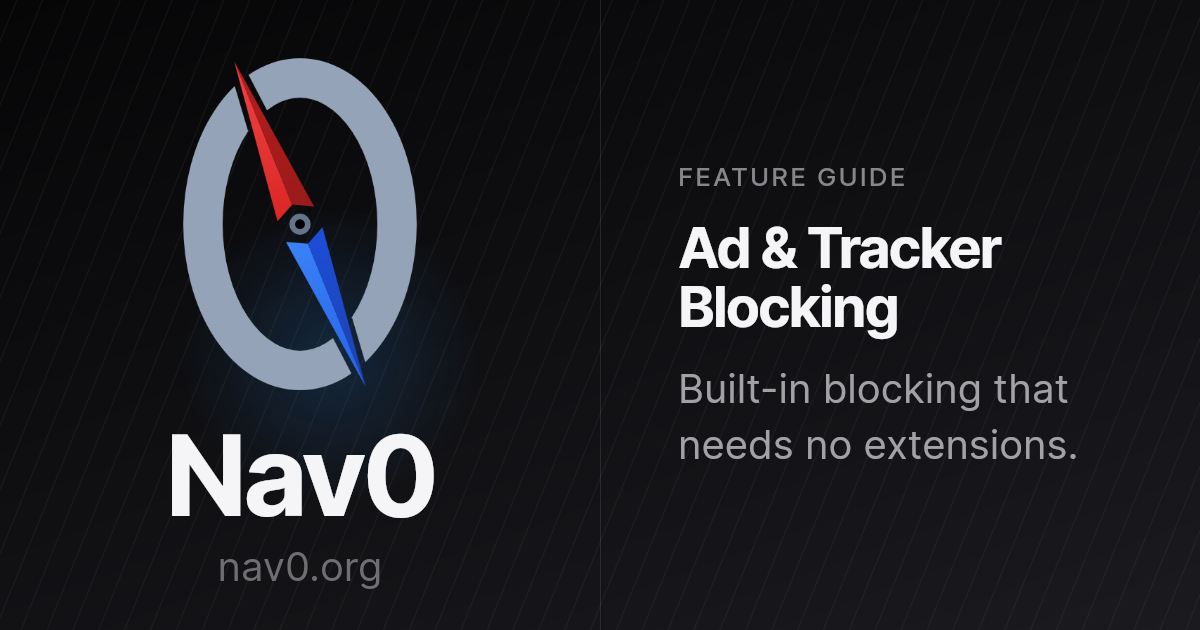 Nav0
nav0.org
FEATURE GUIDE
Ad & Tracker
Blocking
Built-in blocking that
needs no extensions.